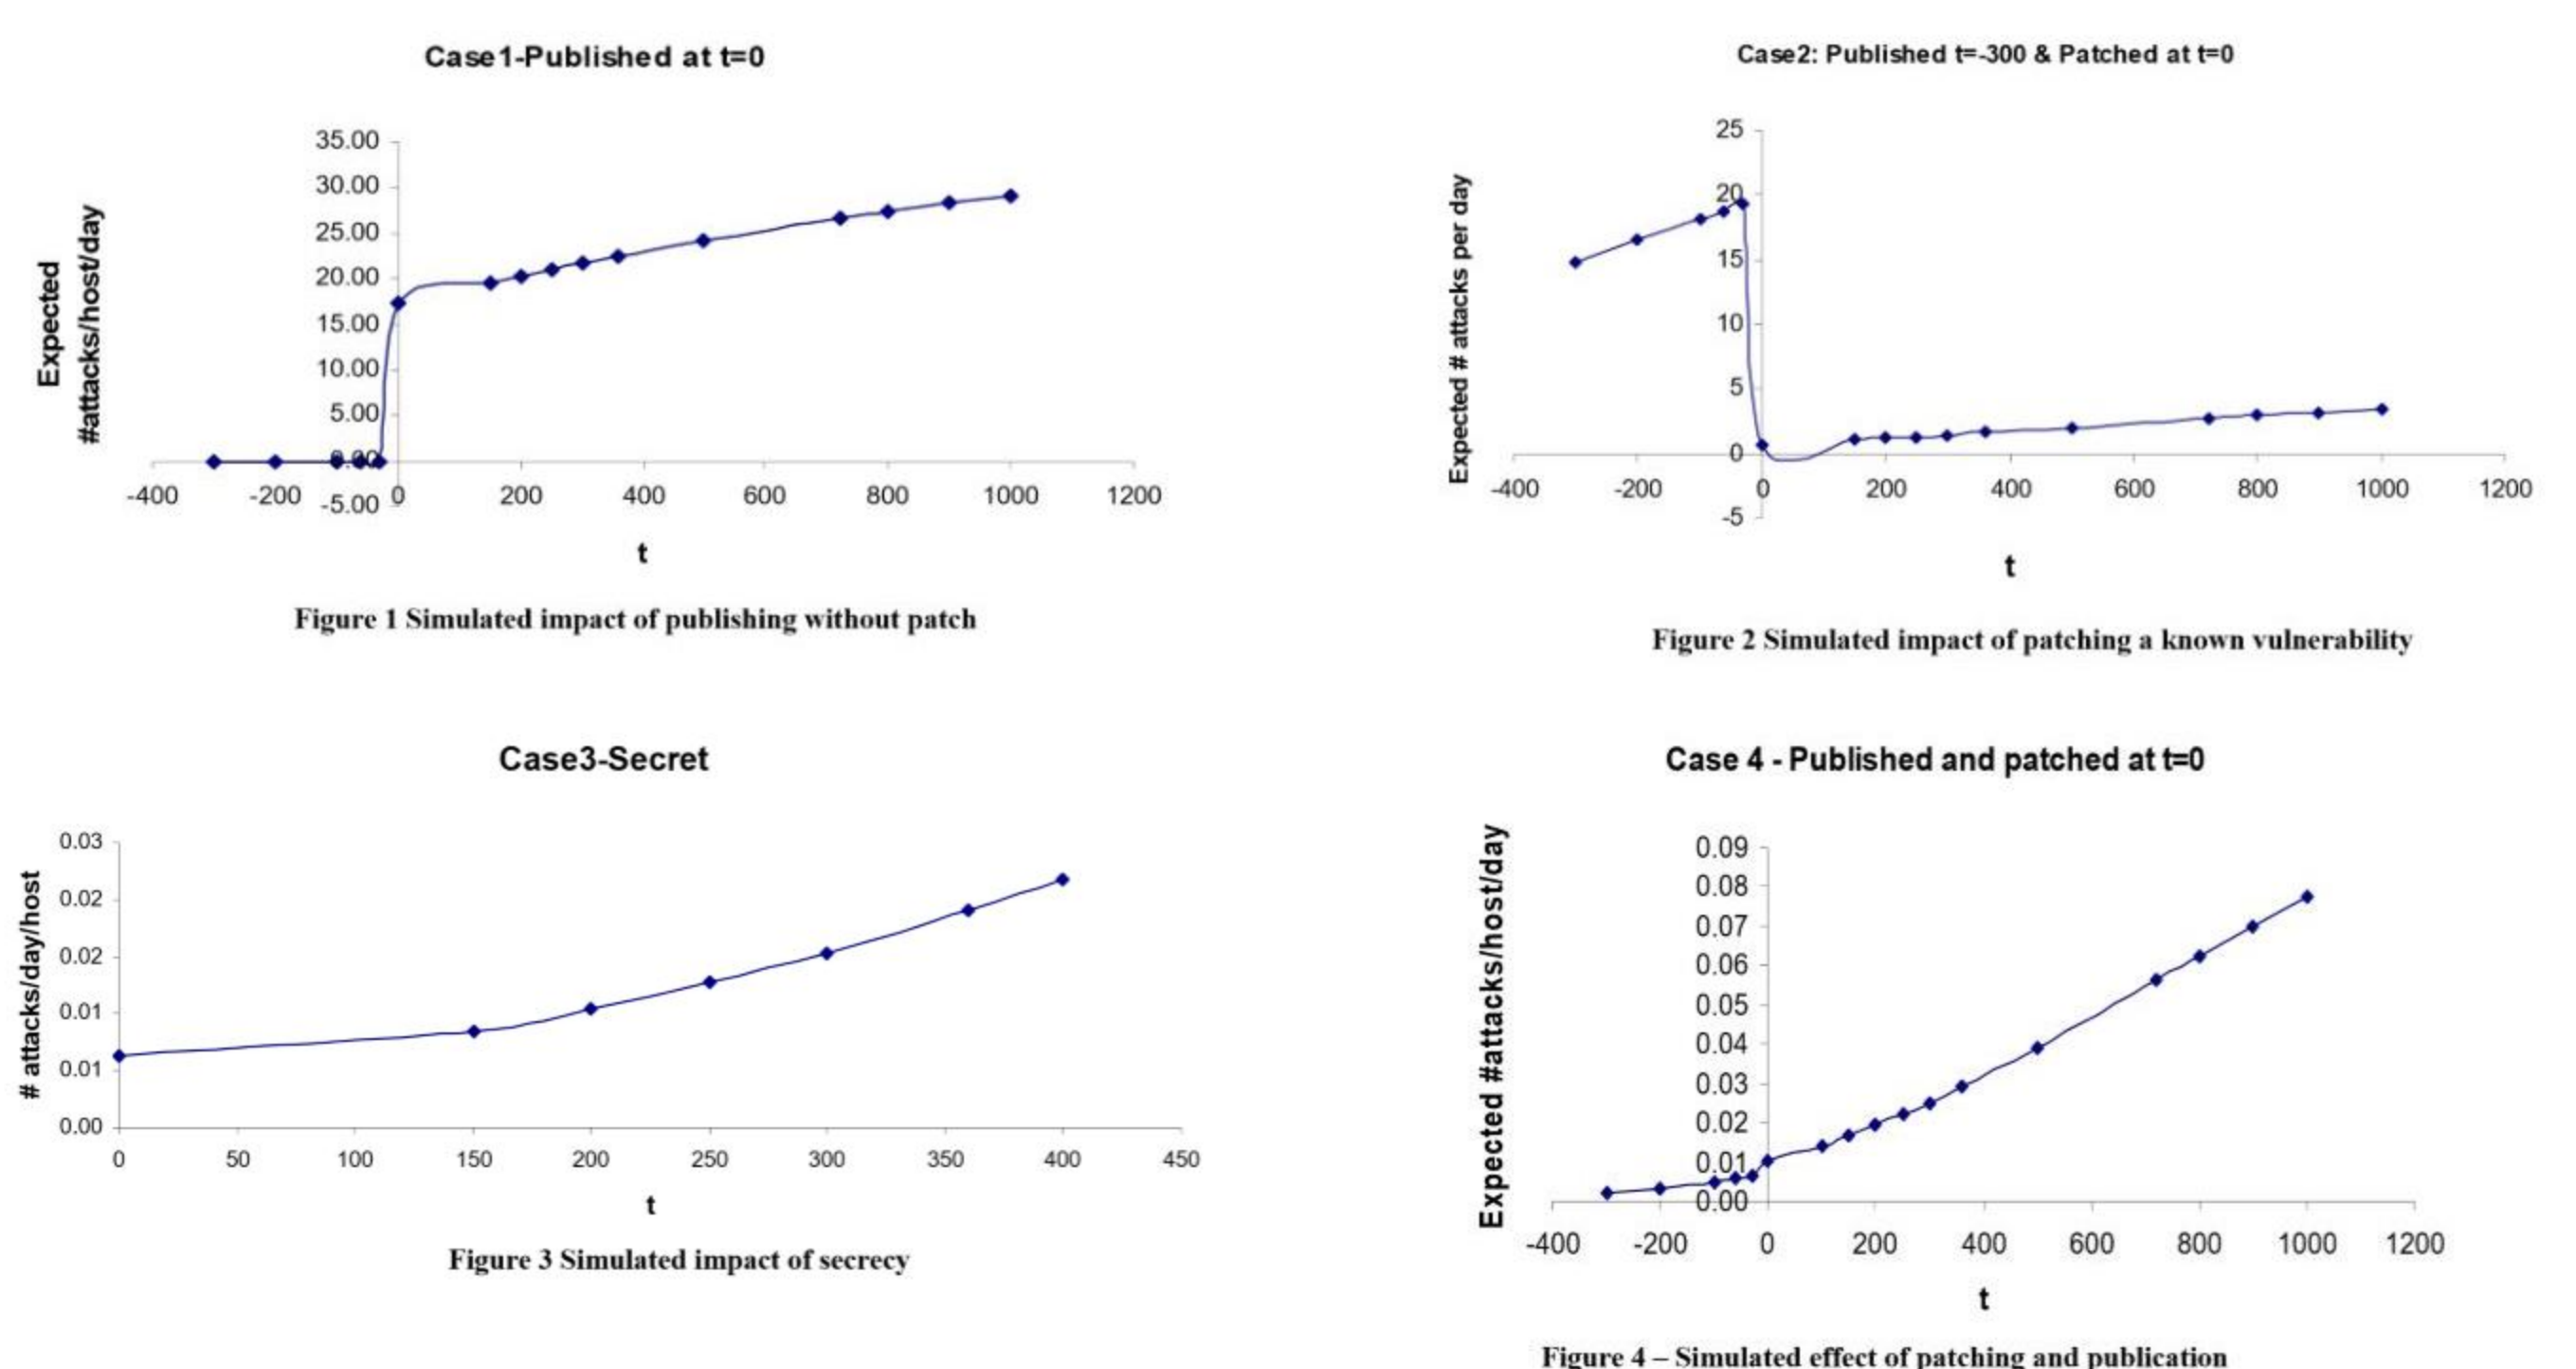 Case1-Published at t=0
Expected
#attacks/host/day
35.00
30.00
25.00
20.00
15.00
10.00
5.00
0.00
-5.00
-400 -200 0 200 400 600 800 1000 1200
t
Figure 1 Simulated impact of publishing without patch
Case2: Published t=-300 & Patched at t=0
Expected # attacks per day
25
20
15
10
5
0
-5
-400 -200 0 200 400 600 800 1000 1200
t
Figure 2 Simulated impact of patching a known vulnerability
Case3-Secret
# attacks/day/host
0.03
0.02
0.02
0.01
0.01
0.00
0 50 100 150 200 250 300 350 400 450
t
Figure 3 Simulated impact of secrecy
Case 4 - Published and patched at t=0
Expected #attacks/host/day
0.09
0.08
0.07
0.06
0.05
0.04
0.03
0.02
0.01
0.00
-400 -200 0 200 400 600 800 1000 1200
t
Figure 4 – Simulated effect of patching and publication